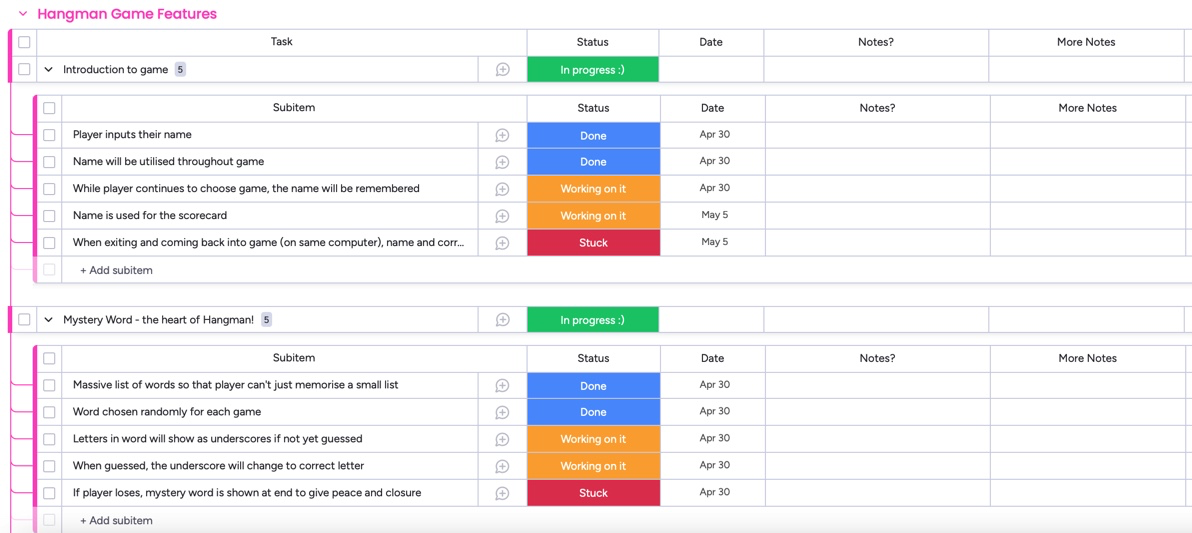 Hangman Game Features
Task Status Date Notes? More Notes
Introduction to game 5 In progress :)
Subitem Status Date Notes? More Notes
Player inputs their name Done Apr 30
Name will be utilised throughout game Done Apr 30
While player continues to choose game, the name will be remembered Working on it Apr 30
Name is used for the scorecard Working on it May 5
When exiting and coming back into game (on same computer), name and corr... Stuck May 5
+ Add subitem
Mystery Word - the heart of Hangman! 5 In progress :)
Subitem Status Date Notes? More Notes
Massive list of words so that player can't just memorise a small list Done Apr 30
Word chosen randomly for each game Done Apr 30
Letters in word will show as underscores if not yet guessed Working on it Apr 30
When guessed, the underscore will change to correct letter Working on it Apr 30
If player loses, mystery word is shown at end to give peace and closure Stuck Apr 30
+ Add subitem